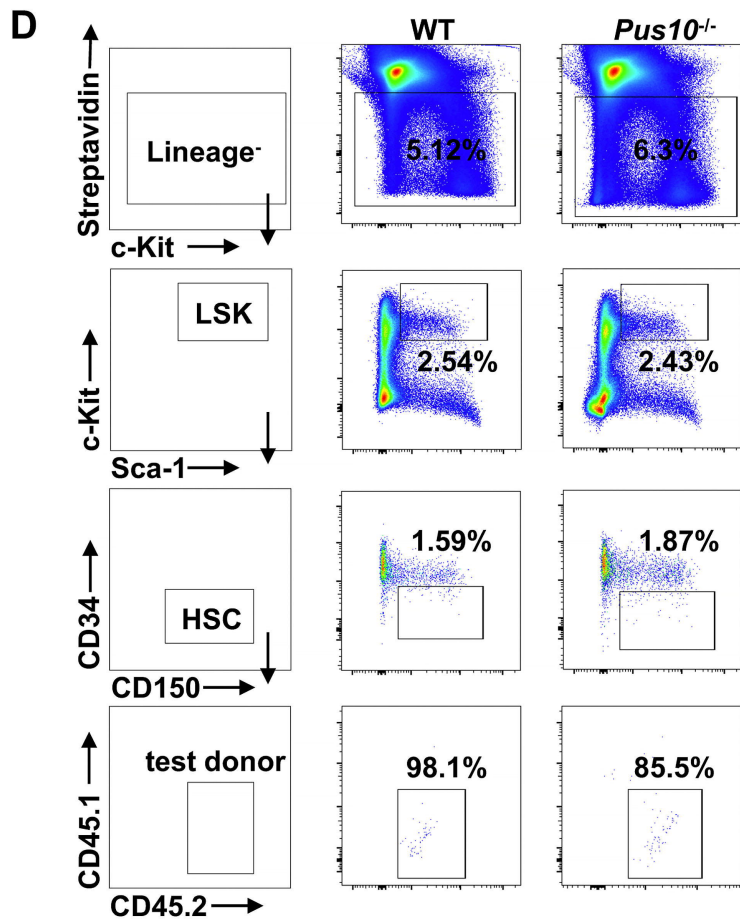 D
WT
Pus10-/-
Streptavidin
Lineage-
5.12%
6.3%
c-Kit
c-Kit
LSK
2.54%
2.43%
Sca-1
CD34
HSC
1.59%
1.87%
CD150
CD45.1
test donor
98.1%
85.5%
CD45.2